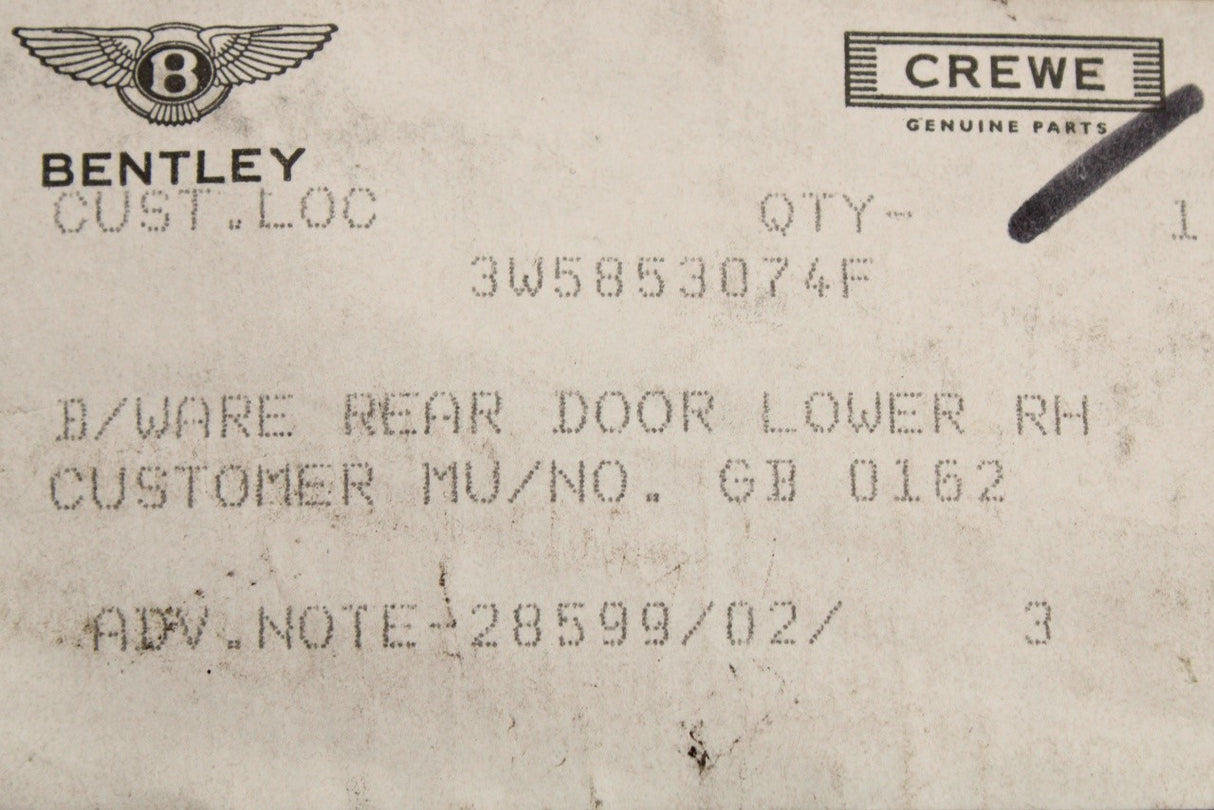 B
BENTLEY
CREWE
GENUINE PARTS
CUST.LOC QTY- 1
3W5853074F
B/WARE REAR DOOR LOWER RH
CUSTOMER MU/NO. GB 0162
ADV.NOTE-28599/02/ 3